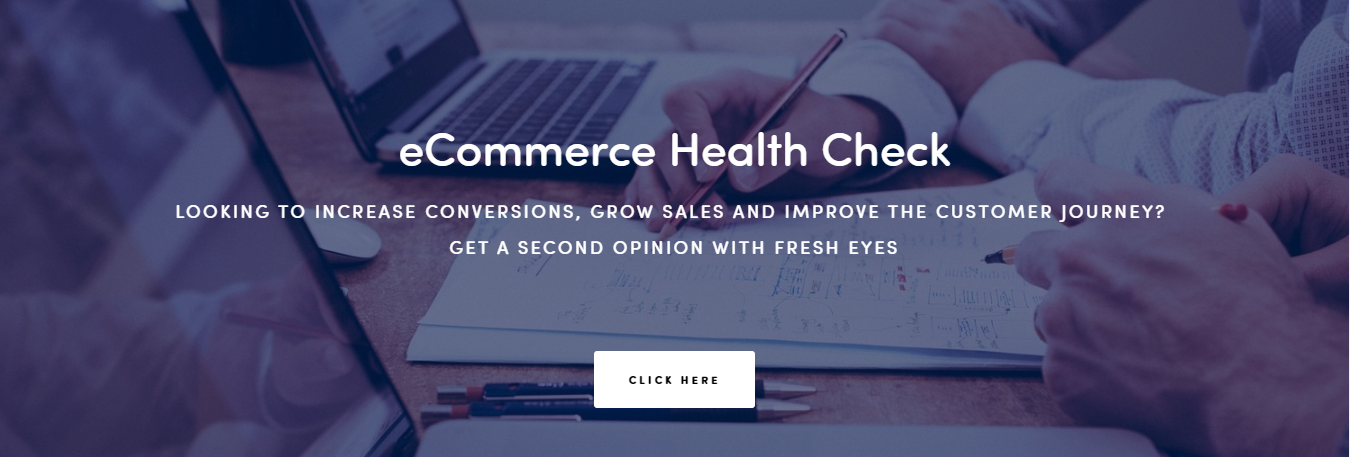 eCommerce Health Check
LOOKING TO INCREASE CONVERSIONS, GROW SALES AND IMPROVE THE CUSTOMER JOURNEY?
GET A SECOND OPINION WITH FRESH EYES
CLICK HERE